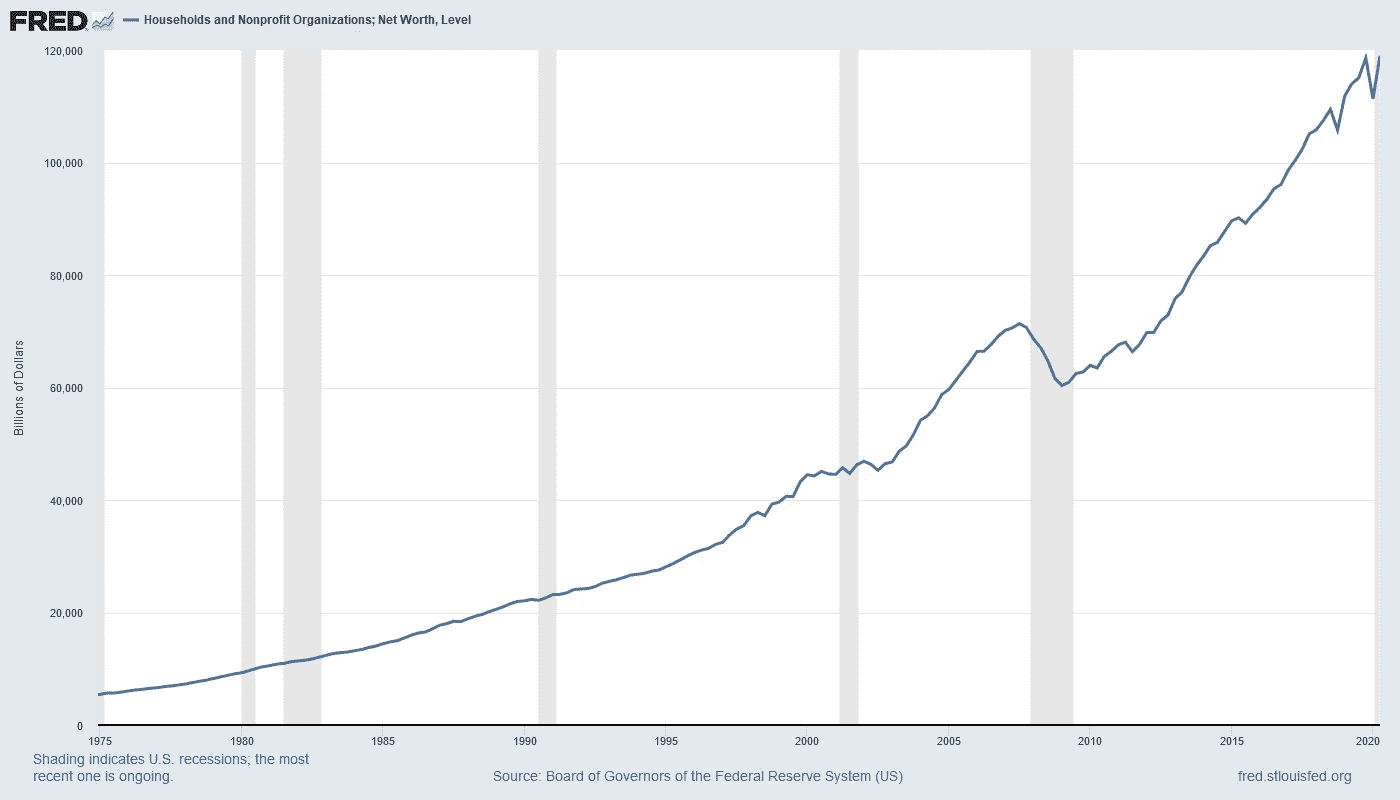 FRED
Households and Nonprofit Organizations; Net Worth, Level
120,000
100,000
80,000
60,000
40,000
20,000
0
Billions of Dollars
1975 1980 1985 1990 1995 2000 2005 2010 2015 2020
Shading indicates U.S. recessions; the most
recent one is ongoing.
Source: Board of Governors of the Federal Reserve System (US)
fred.stlouisfed.org